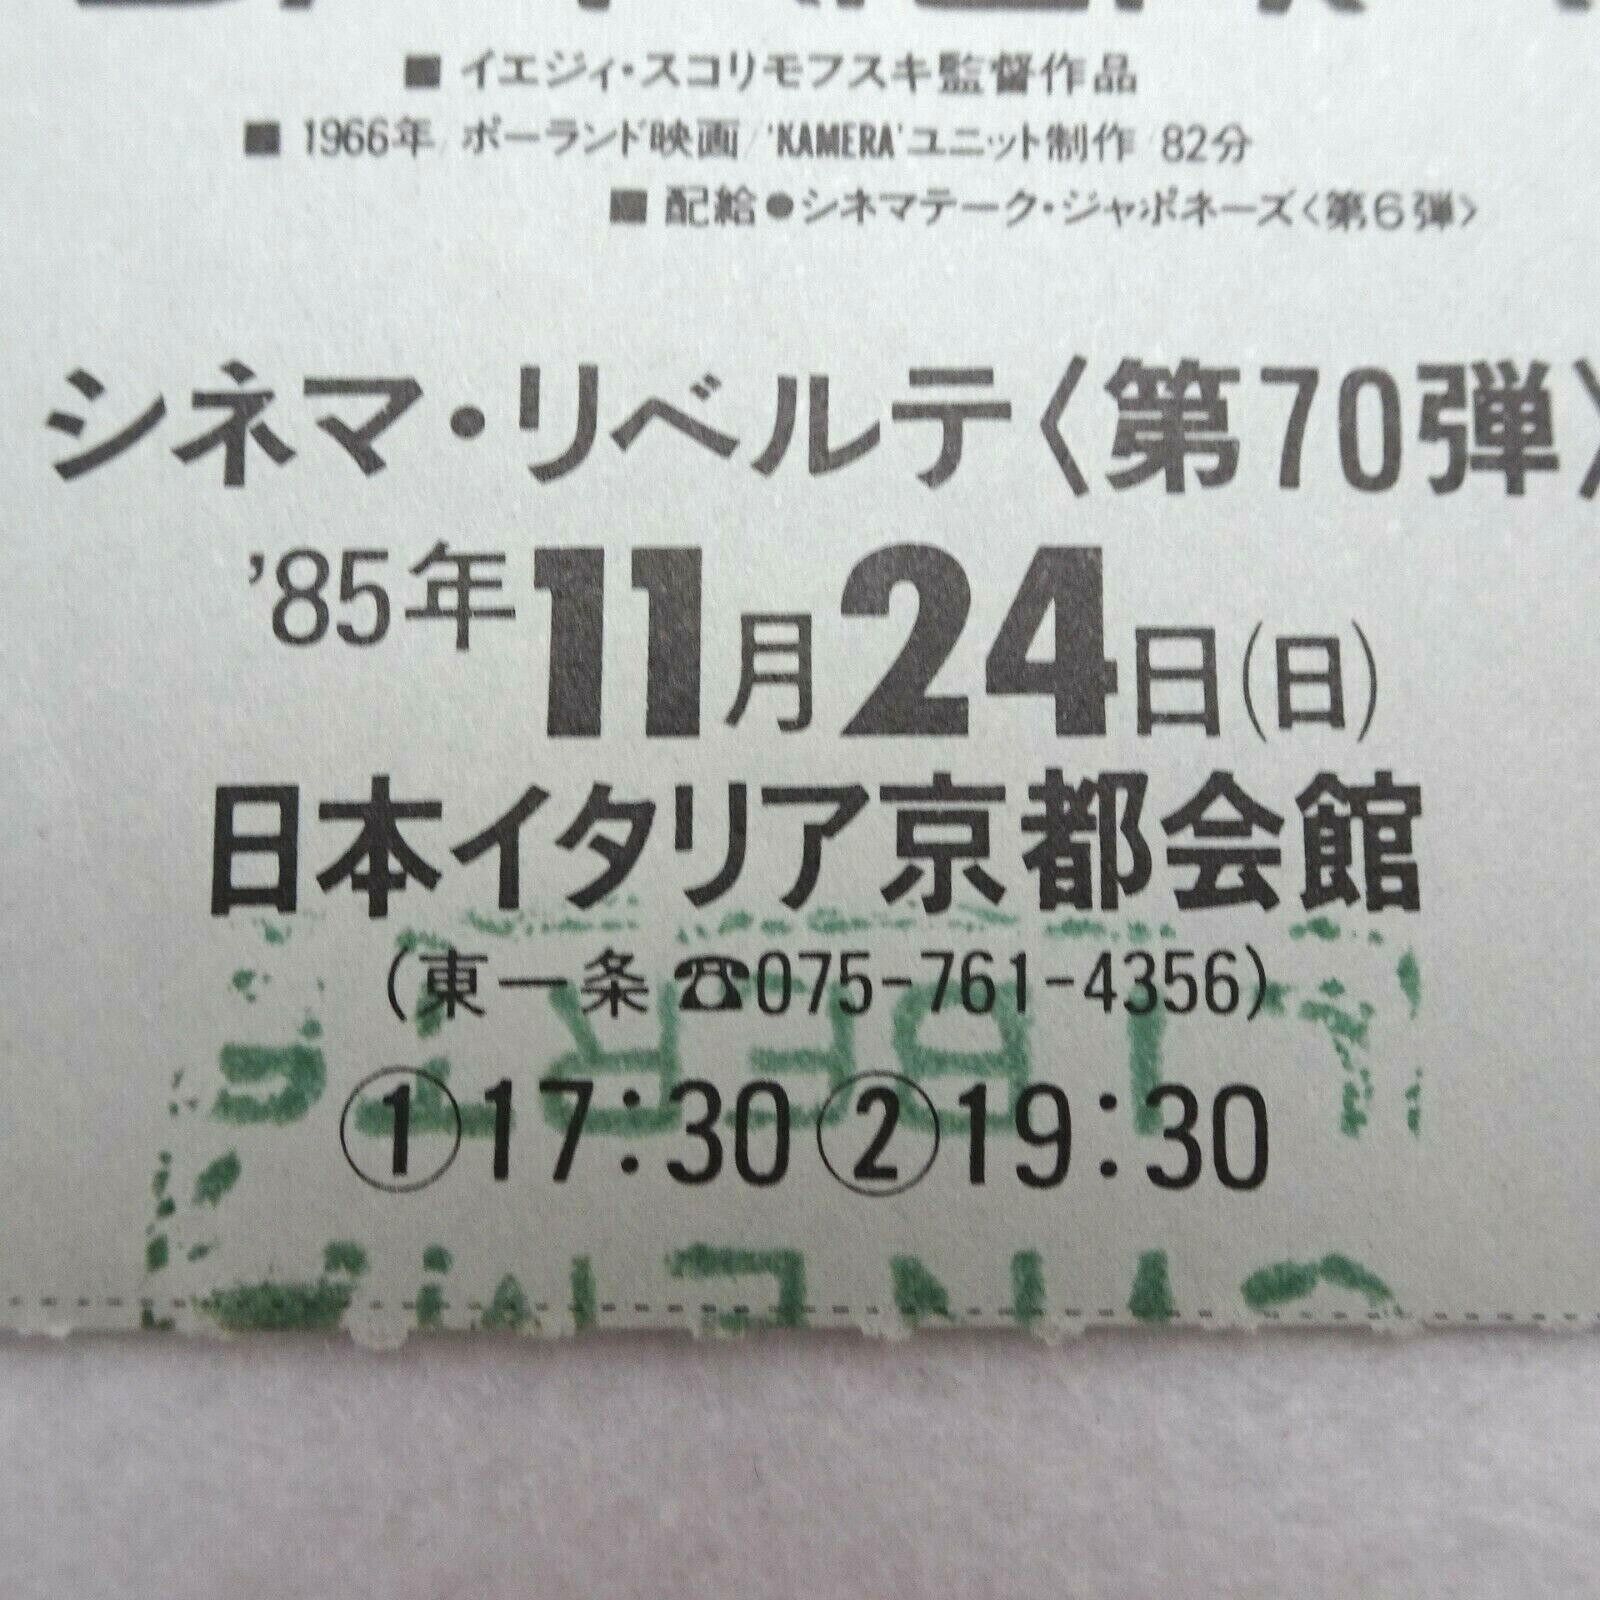 ■ イエジィ・スコリモフスキ監督作品
■ 1966年/ポーランド映画/'KAMERA'ユニット制作/82分
■ 配給●シネマテーク・ジャポネーズ〈第6弾〉
シネマ・リベルテ〈第70弾〉
'85年11月24日(日)
日本イタリア京都会館
(東一条 ☎075-761-4356)
①17:30②19:30
LIBERTE
CINEMA